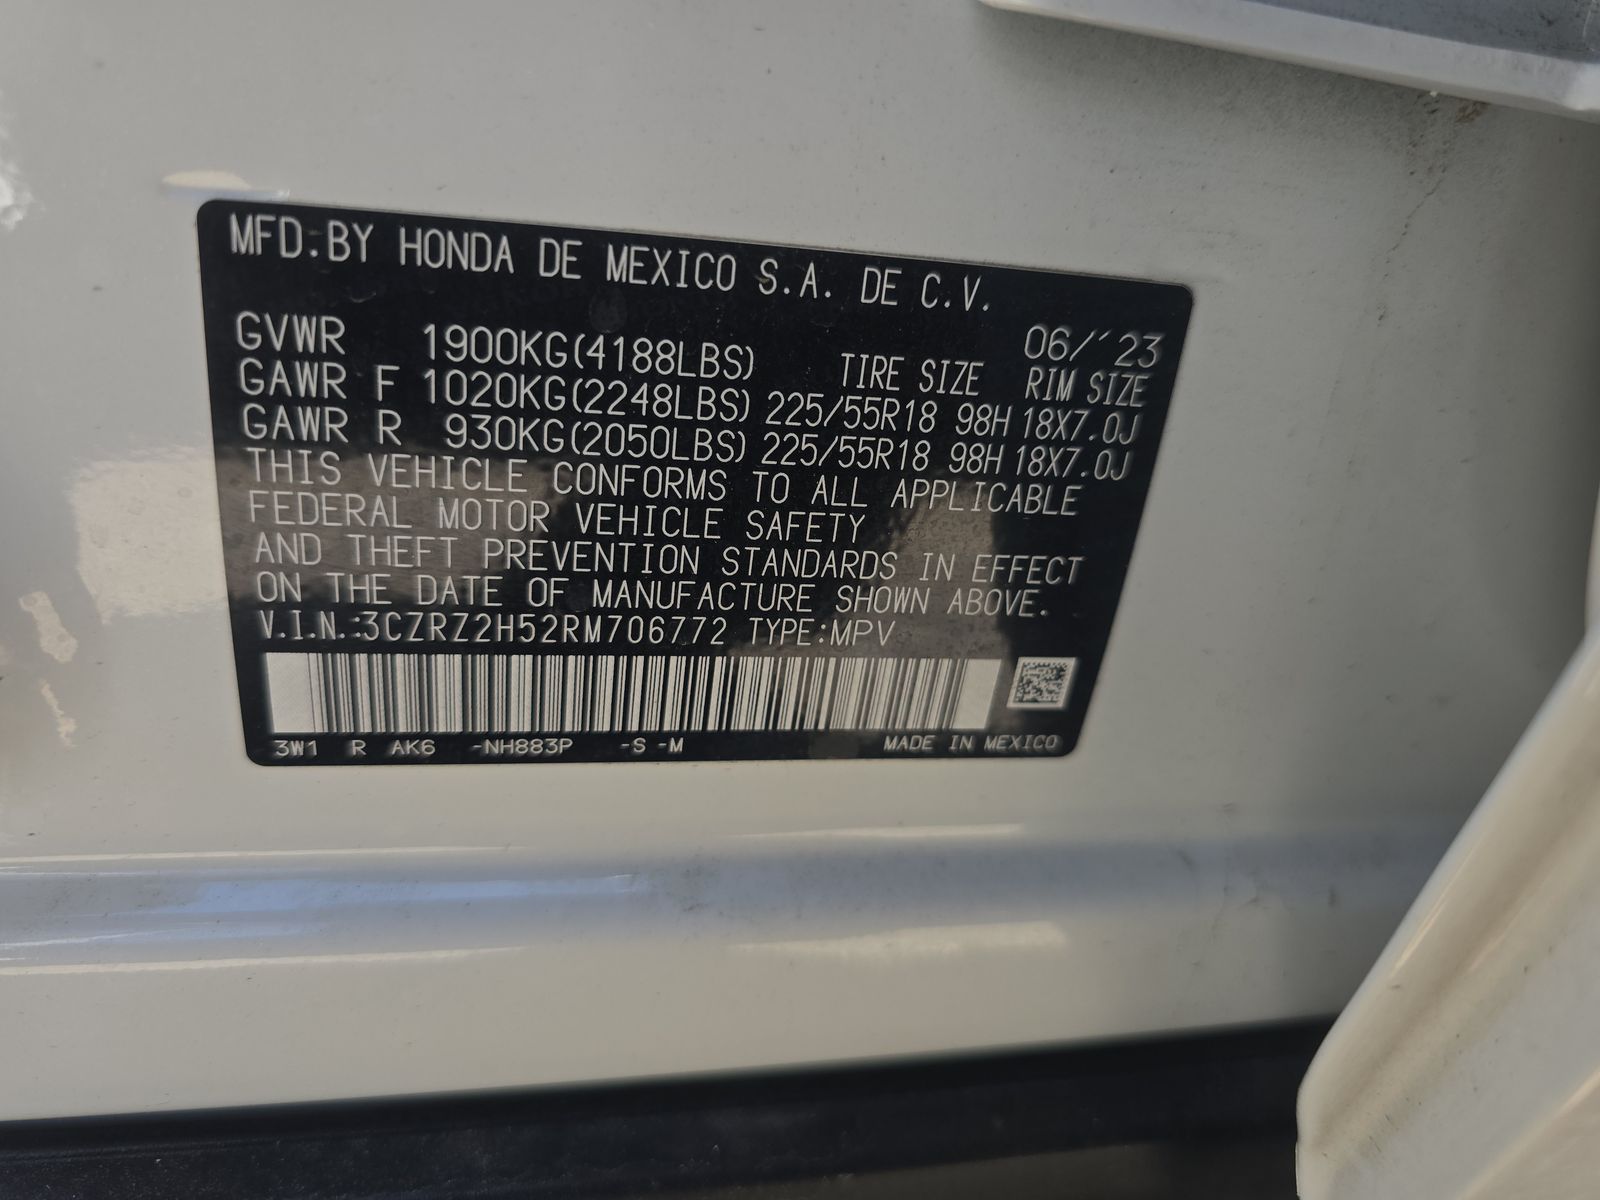 MFD.BY HONDA DE MEXICO S.A. DE C.V.
06/'23
GVWR 1900KG(4188LBS) TIRE SIZE RIM SIZE
GAWR F 1020KG(2248LBS) 225/55R18 98H 18X7.0J
GAWR R 930KG(2050LBS) 225/55R18 98H 18X7.0J
THIS VEHICLE CONFORMS TO ALL APPLICABLE
FEDERAL MOTOR VEHICLE SAFETY
AND THEFT PREVENTION STANDARDS IN EFFECT
ON THE DATE OF MANUFACTURE SHOWN ABOVE.
V.I.N.:3CZRZ2H52RM706772 TYPE:MPV
3W1 R AK6 -NH883P -S -M MADE IN MEXICO